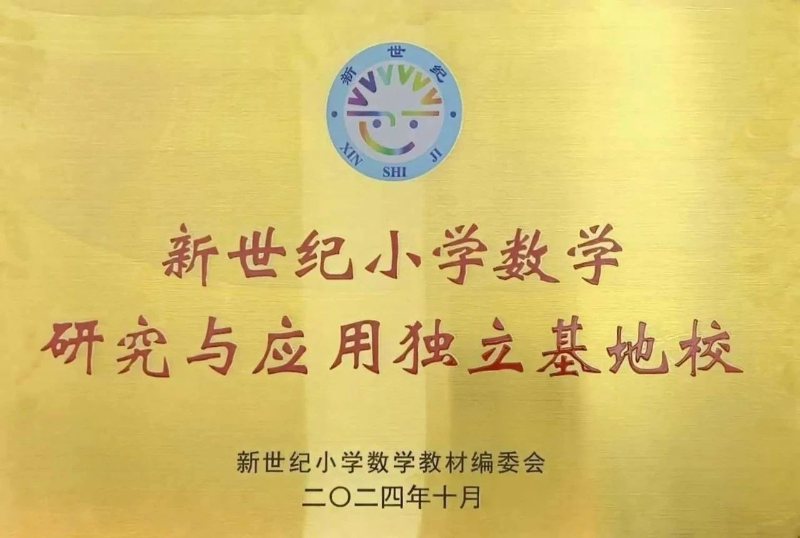 新世纪
XIN SHI JI
新世纪小学数学
研究与应用独立基地校
新世纪小学数学教材编委会
二〇二四年十月